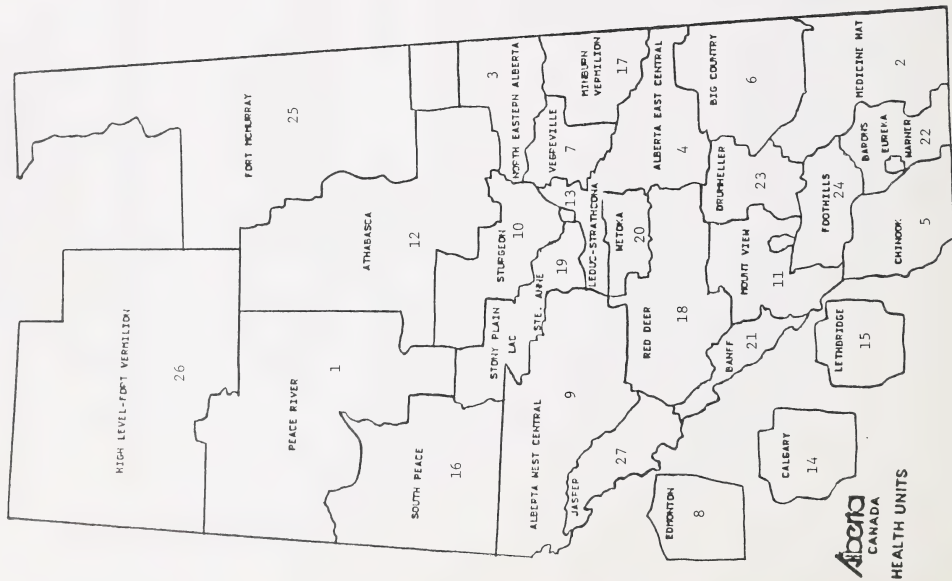 HIGH LEVEL-FORT VERMILION
26
FORT MCMURRAY
25
PEACE RIVER
1
ATHABASCA
12
SOUTH PEACE
16
NORTH EASTERN ALBERTA
3
STURGEON
10
STONY PLAIN
LAC
STE. ANNE
19
VEGREVILLE
7
MINBURN
VERMILION
17
13
LEDUC-STRATHCONA
ALBERTA WEST CENTRAL
9
JASPER
27
WETOKA
20
ALBERTA EAST CENTRAL
4
RED DEER
18
BANFF
21
MOUNT VIEW
11
DRUMHELLER
23
BIG COUNTRY
6
FOOTHILLS
24
MEDICINE HAT
2
BARONS
EUREKA
WARNER
22
CHINOOK
5
EDMONTON
8
CALGARY
14
LETHBRIDGE
15
Alberta
CANADA
HEALTH UNITS